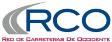 RCO
RED DE CARRETERAS DE OCCIDENTE